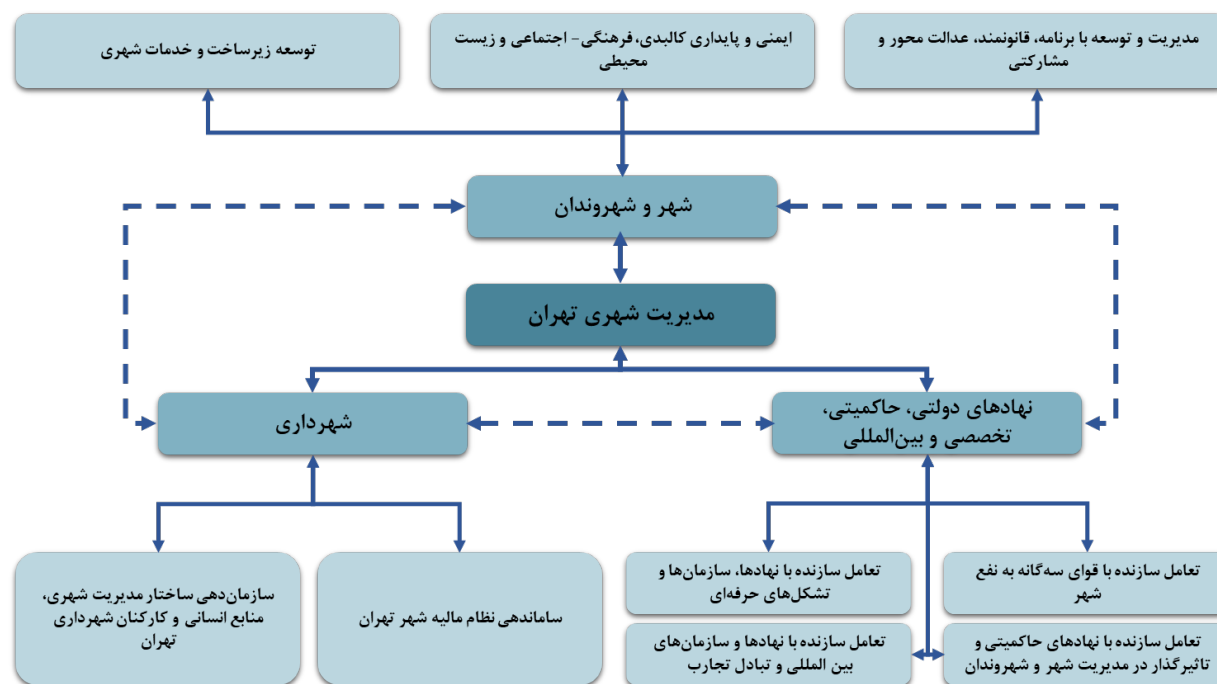 مدیریت و توسعه با برنامه، قانونمند، عدالت محور و
مشارکتی
ایمنی و پایداری کالبدی، فرهنگی- اجتماعی و زیست
محیطی
توسعه زیرساخت و خدمات شهری
شهر و شهروندان
مدیریت شهری تهران
نهادهای دولتی، حاکمیتی،
تخصصی و بین‌المللی
شهرداری
تعامل سازنده با قوای سه‌گانه به نفع
شهر
تعامل سازنده با نهادها، سازمان‌ها و
تشکل‌های حرفه‌ای
تعامل سازنده با نهادهای حاکمیتی و
تاثیرگذار در مدیریت شهر و شهروندان
تعامل سازنده با نهادها و سازمان‌های
بین المللی و تبادل تجارب
ساماندهی نظام مالیه شهر تهران
سازمان‌دهی ساختار مدیریت شهری،
منابع انسانی و کارکنان شهرداری
تهران